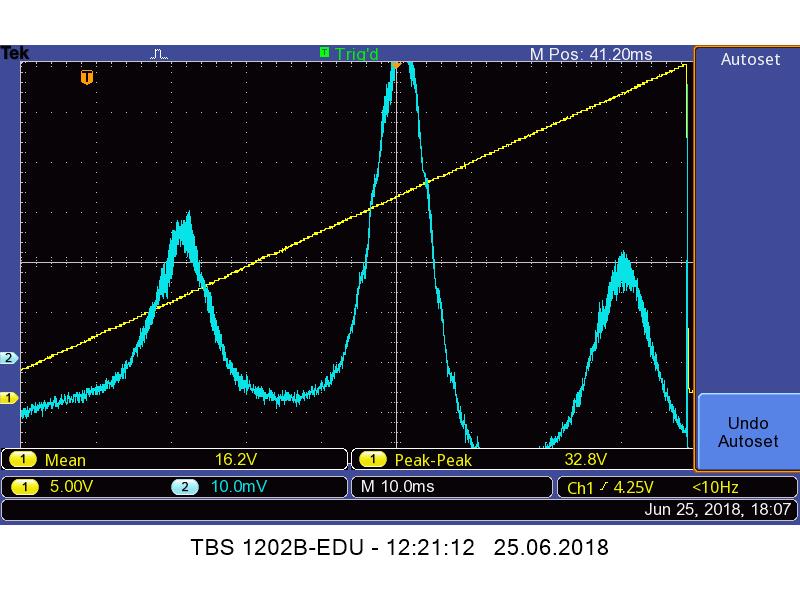 Tek T Trig'd M Pos: 41.20ms Autoset
T
2
1
Undo
Autoset
1 Mean 16.2V 1 Peak-Peak 32.8V
1 5.00V 2 10.0mV M 10.0ms Ch1 4.25V <10Hz
Jun 25, 2018, 18:07
TBS 1202B-EDU - 12:21:12 25.06.2018